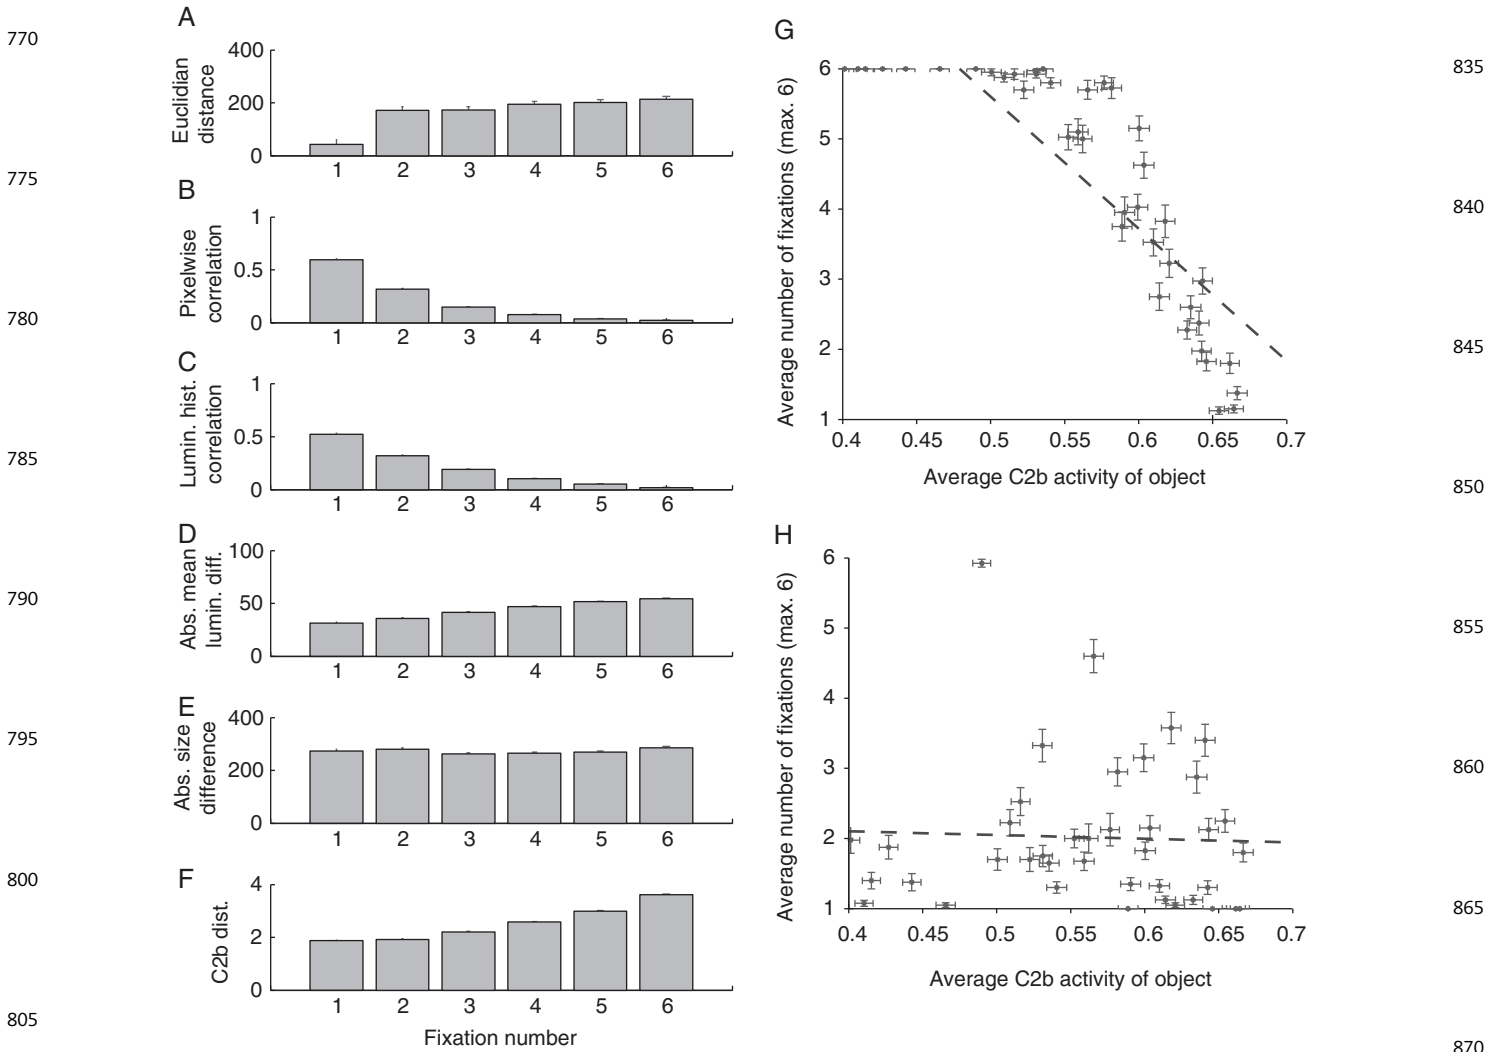 770
775
780
785
790
795
800
805
A
Euclidian
distance
400
200
0
1 2 3 4 5 6
B
Pixelwise
correlation
1
0.5
0
1 2 3 4 5 6
C
Lumin. hist.
correlation
1
0.5
0
1 2 3 4 5 6
D
Abs. mean
lumin. diff.
100
50
0
1 2 3 4 5 6
E
Abs. size
difference
400
200
0
1 2 3 4 5 6
F
C2b dist.
4
2
0
1 2 3 4 5 6
Fixation number
G
Average number of fixations (max. 6)
6
5
4
3
2
1
0.4 0.45 0.5 0.55 0.6 0.65 0.7
Average C2b activity of object
H
Average number of fixations (max. 6)
6
5
4
3
2
1
0.4 0.45 0.5 0.55 0.6 0.65 0.7
Average C2b activity of object
835
840
845
850
855
860
865
870